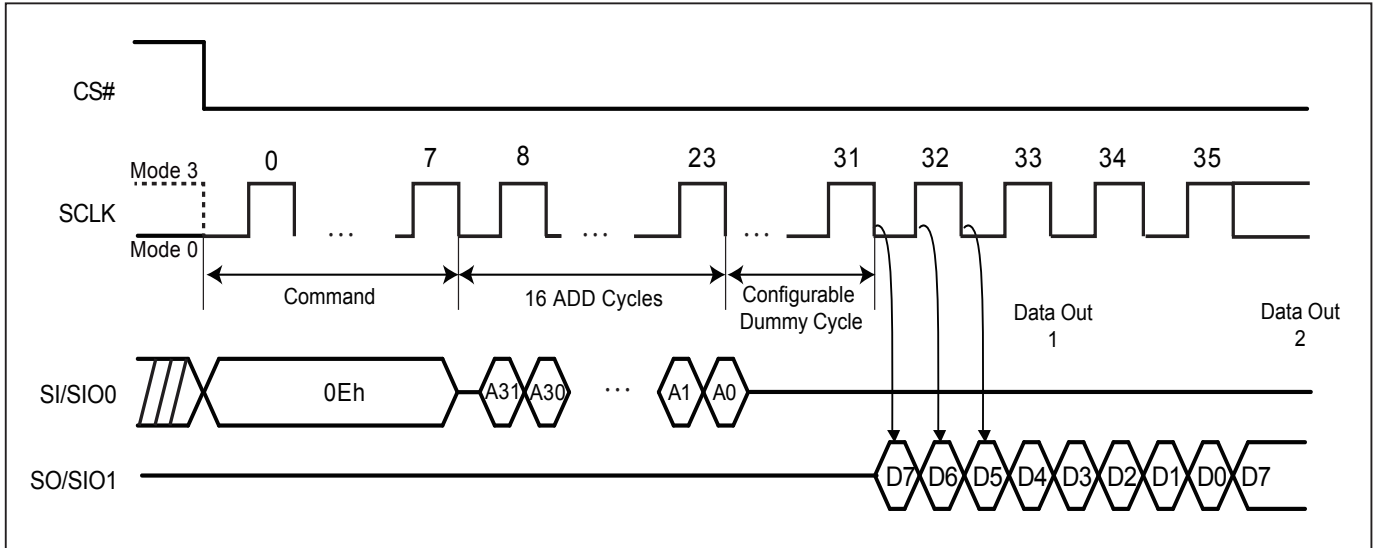 CS#
Mode 3
0 7 8 23 31 32 33 34 35
SCLK
... ... ...
Mode 0
Command
16 ADD Cycles
Configurable
Dummy Cycle
Data Out
1
Data Out
2
SI/SIO0
0Eh
A31 A30 ... A1 A0
SO/SIO1
D7 D6 D5 D4 D3 D2 D1 D0 D7